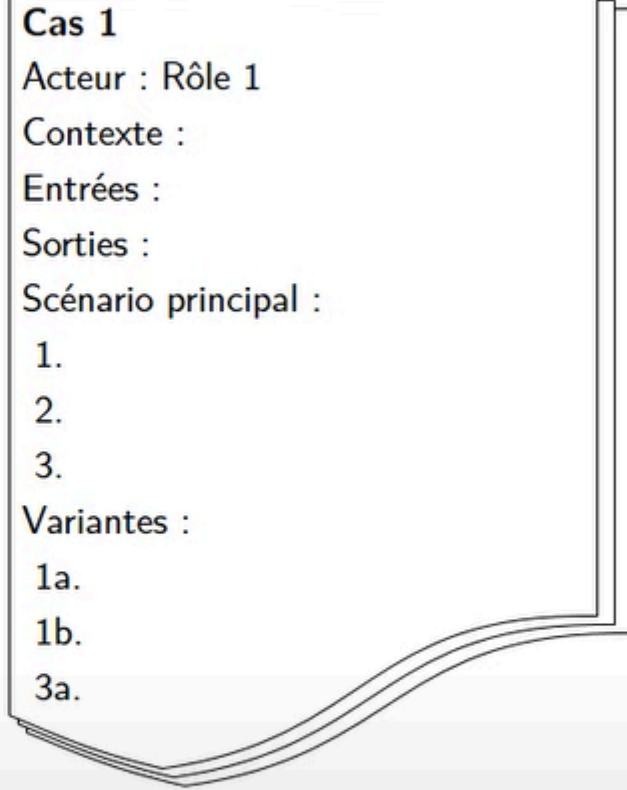 Cas 1
Acteur : Rôle 1
Contexte :
Entrées :
Sorties :
Scénario principal :
1.
2.
3.
Variantes :
1a.
1b.
3a.